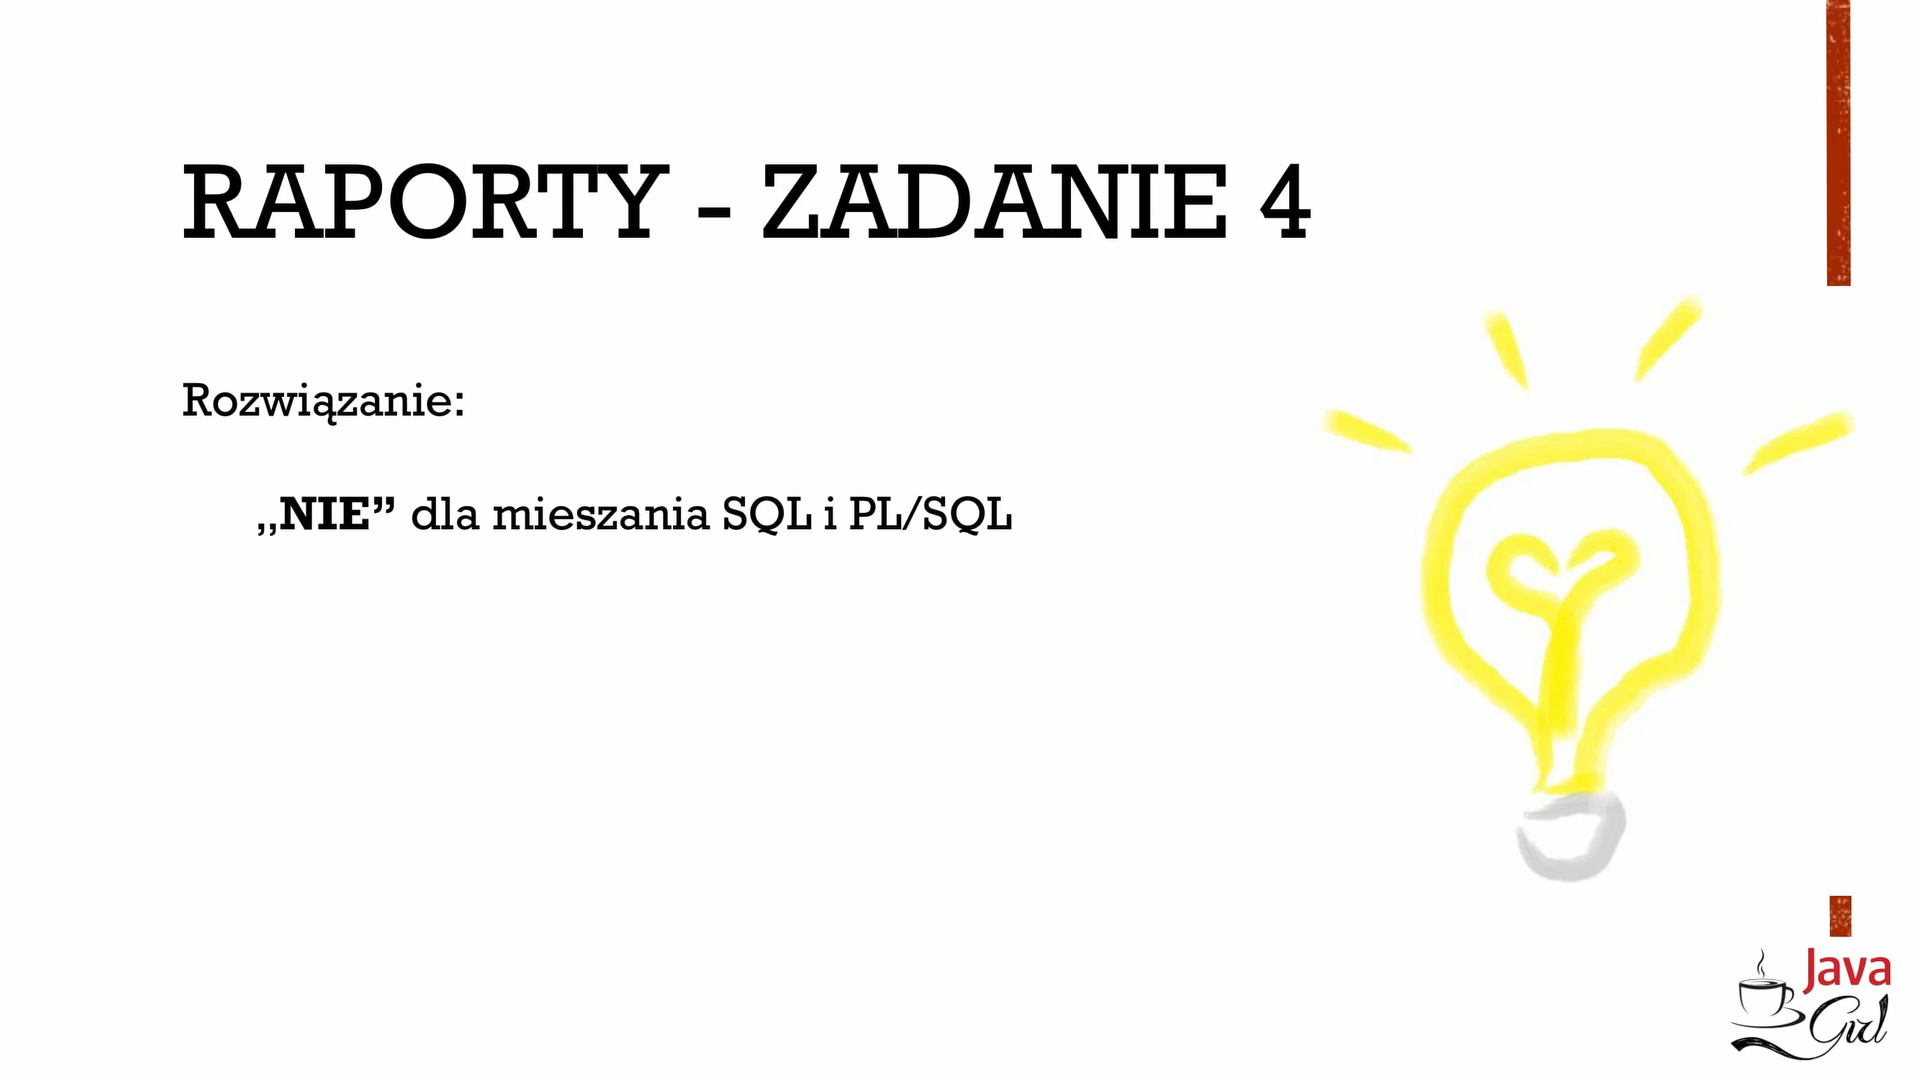 RAPORTY - ZADANIE 4
Rozwiązanie:
„NIE” dla mieszania SQL i PL/SQL
Java
Girl